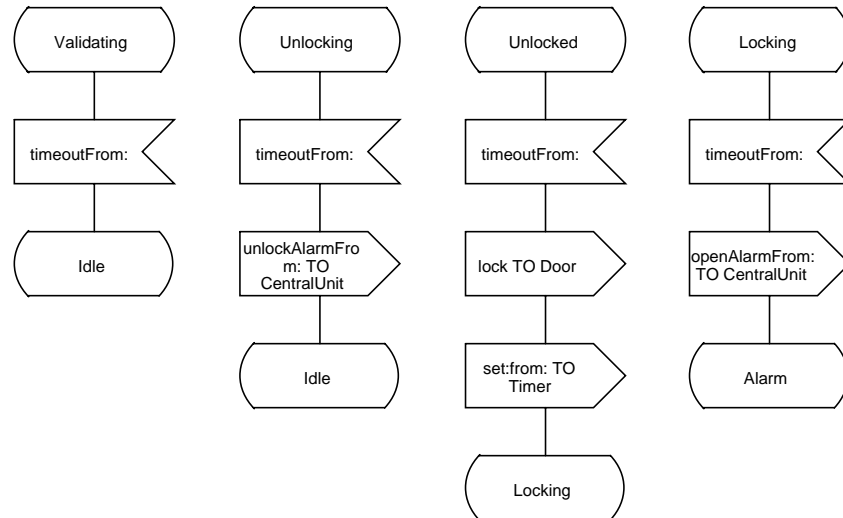 Validating
timeoutFrom:
Idle
Unlocking
timeoutFrom:
unlockAlarmFro
m: TO
CentralUnit
Idle
Unlocked
timeoutFrom:
lock TO Door
set:from: TO
Timer
Locking
Locking
timeoutFrom:
openAlarmFrom:
TO CentralUnit
Alarm